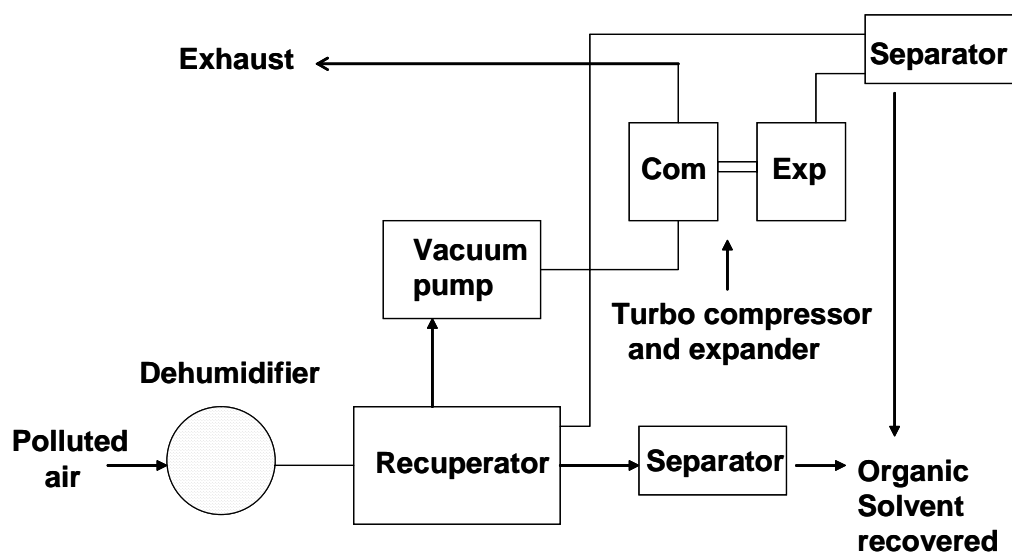 Exhaust
Separator
Com
Exp
Vacuum
pump
Turbo compressor
and expander
Dehumidifier
Polluted
air
Recuperator
Separator
Organic
Solvent
recovered